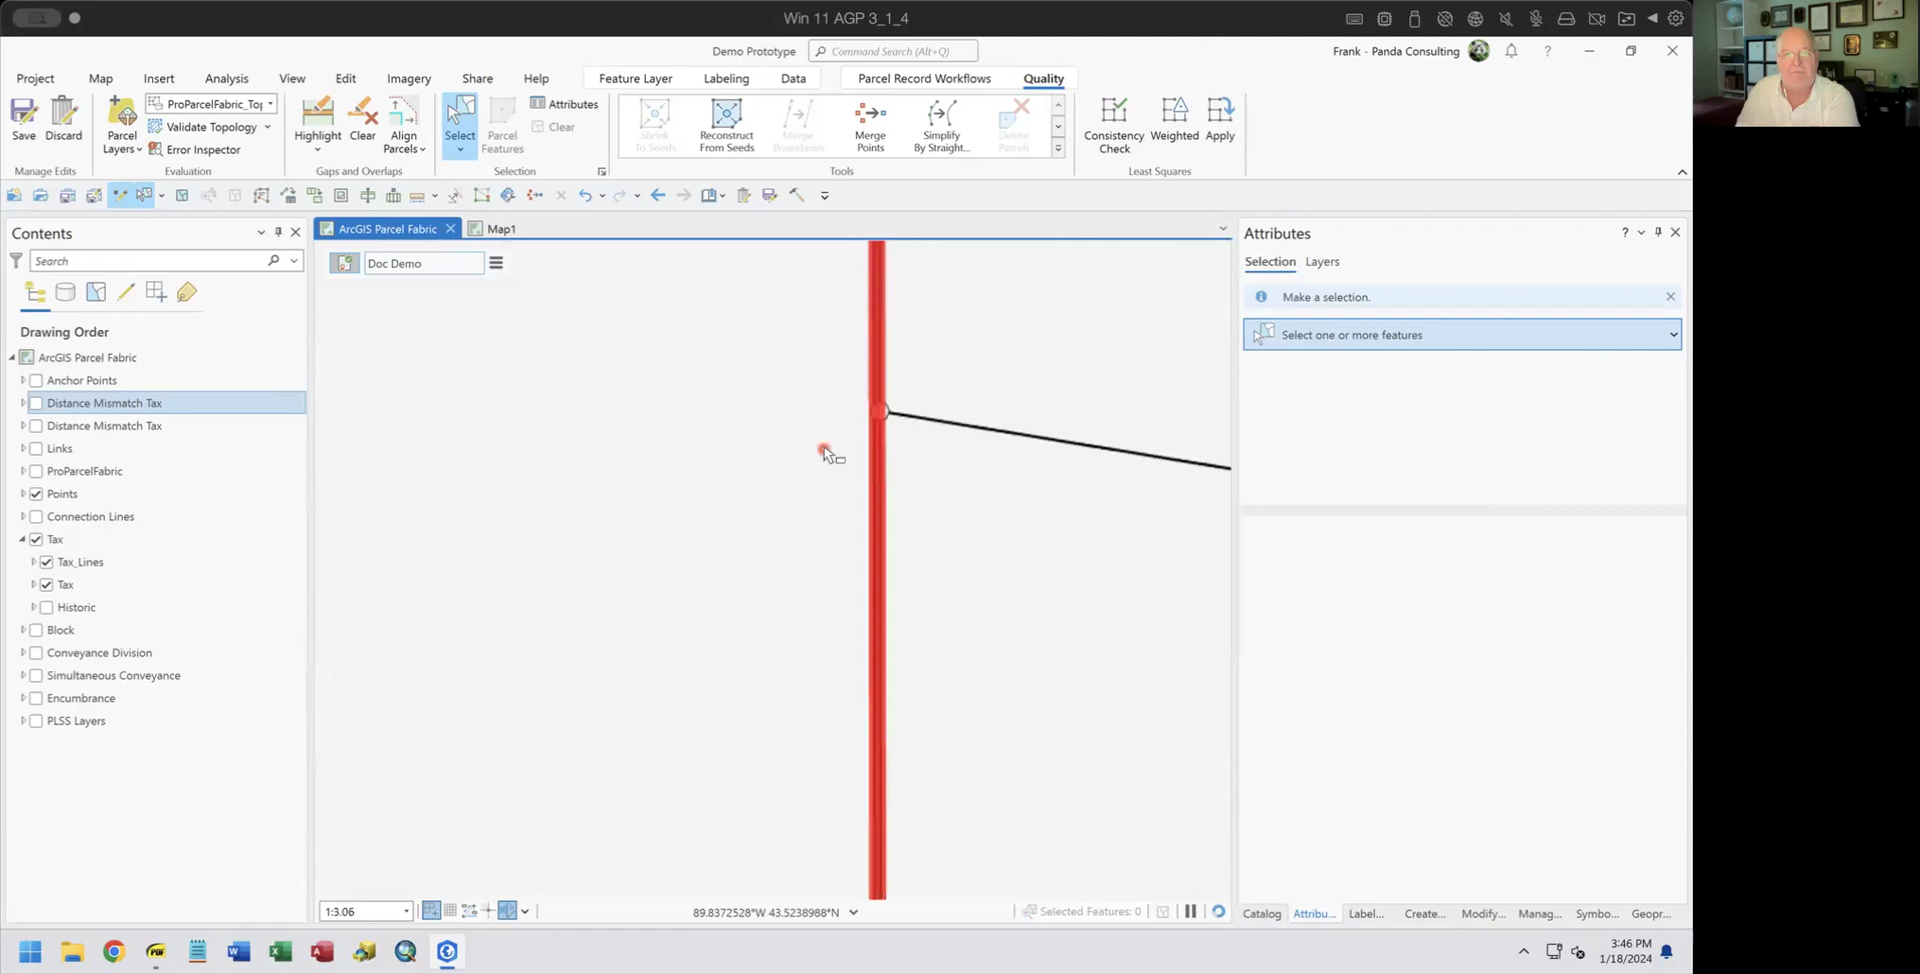 Win 11 AGP 3_1_4
Demo Prototype
Command Search (Alt+Q)
Frank - Panda Consulting
?
Project
Map
Insert
Analysis
View
Edit
Imagery
Share
Help
Feature Layer
Labeling
Data
Parcel Record Workflows
Quality
Save
Discard
Manage Edits
Parcel
Layers
ProParcelFabric_Top
Validate Topology
Error Inspector
Evaluation
Highlight
Clear
Align
Parcels
Gaps and Overlaps
Select
Parcel
Features
Attributes
Clear
Selection
Shrink
To Seeds
Reconstruct
From Seeds
Merge
Boundaries
Merge
Points
Simplify
By Straight...
Delete
Parcels
Tools
Consistency
Check
Weighted
Apply
Least Squares
Contents
Search
Drawing Order
ArcGIS Parcel Fabric
Anchor Points
Distance Mismatch Tax
Distance Mismatch Tax
Links
ProParcelFabric
Points
Connection Lines
Tax
Tax_Lines
Tax
Historic
Block
Conveyance Division
Simultaneous Conveyance
Encumbrance
PLSS Layers
ArcGIS Parcel Fabric
Map1
Doc Demo
1:3.06
89.8372528°W 43.5238988°N
Selected Features: 0
Attributes
?
Selection
Layers
Make a selection.
Select one or more features
Catalog
Attribu...
Label...
Create...
Modify...
Manag...
Symbo...
Geopr...
PDF
3:46 PM
1/18/2024